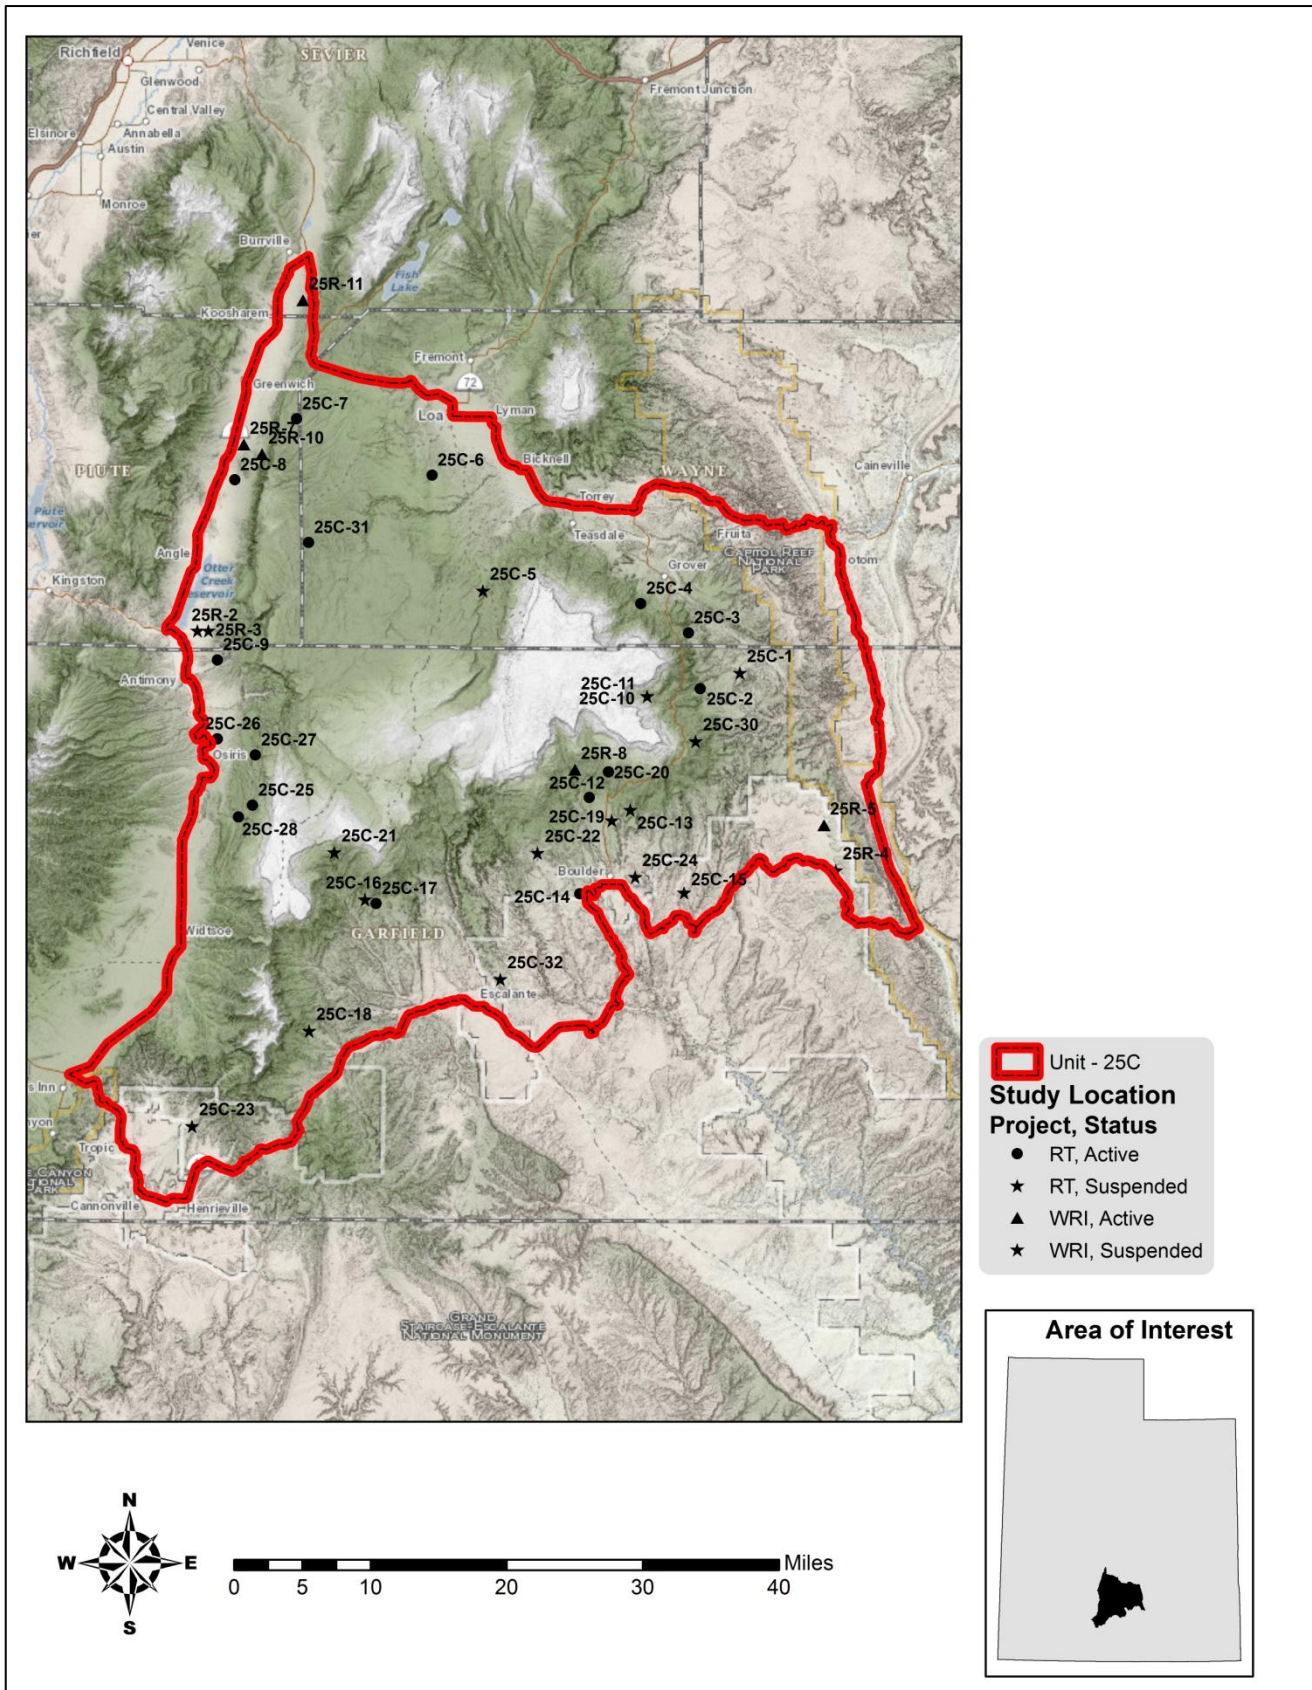 Venice
Richfield
SEVIER
Glenwood
Fremont Junction
Central Valley
Elsinore
Annabella
Austin
Monroe
Burrville
Fish
Lake
25R-11
Koosharem
Fremont
72
Greenwich
25C-7
Loa
Lyman
25R-7
25R-10
PIUTE
25C-8
25C-6
Bicknell
WAYNE
Caineville
Torrey
Piute
Teasdale
Fruita
25C-31
Angle
CAPITOL REEF
NATIONAL
PARK
Otter
Creek
Grover
Kingston
25C-5
25C-4
25R-2
25R-3
25C-3
25C-9
25C-1
Antimony
25C-11
25C-10
25C-2
25C-26
25C-30
Osiris
25C-27
25R-8
25C-20
25C-12
25C-25
25R-5
25C-28
25C-19
25C-13
25C-21
25C-22
25R-4
Boulder
25C-24
25C-16
25C-17
25C-14
25C-15
Widtsoe
GARFIELD
25C-32
Escalante
25C-18
s Inn
25C-23
yon
Tropic
E CANYON
PARK
Cannonville
Henrieville
GRAND
STAIRCASE-ESCALANTE
NATIONAL MONUMENT
Unit - 25C
Study Location
Project, Status
RT, Active
RT, Suspended
WRI, Active
WRI, Suspended
Area of Interest
N
W E
S
Miles
0 5 10 20 30 40